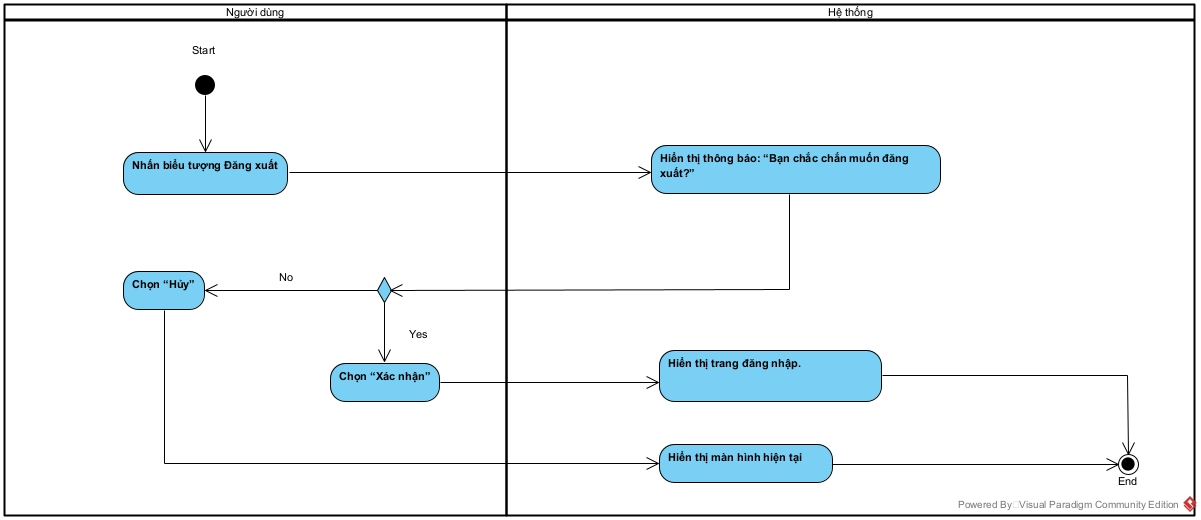 Người dùng
Hệ thống
Start
Nhấn biểu tượng Đăng xuất
Hiển thị thông báo: “Bạn chắc chắn muốn đăng
xuất?”
Chọn “Hủy”
No
Yes
Chọn “Xác nhận”
Hiển thị trang đăng nhập.
Hiển thị màn hình hiện tại
End
Powered By Visual Paradigm Community Edition